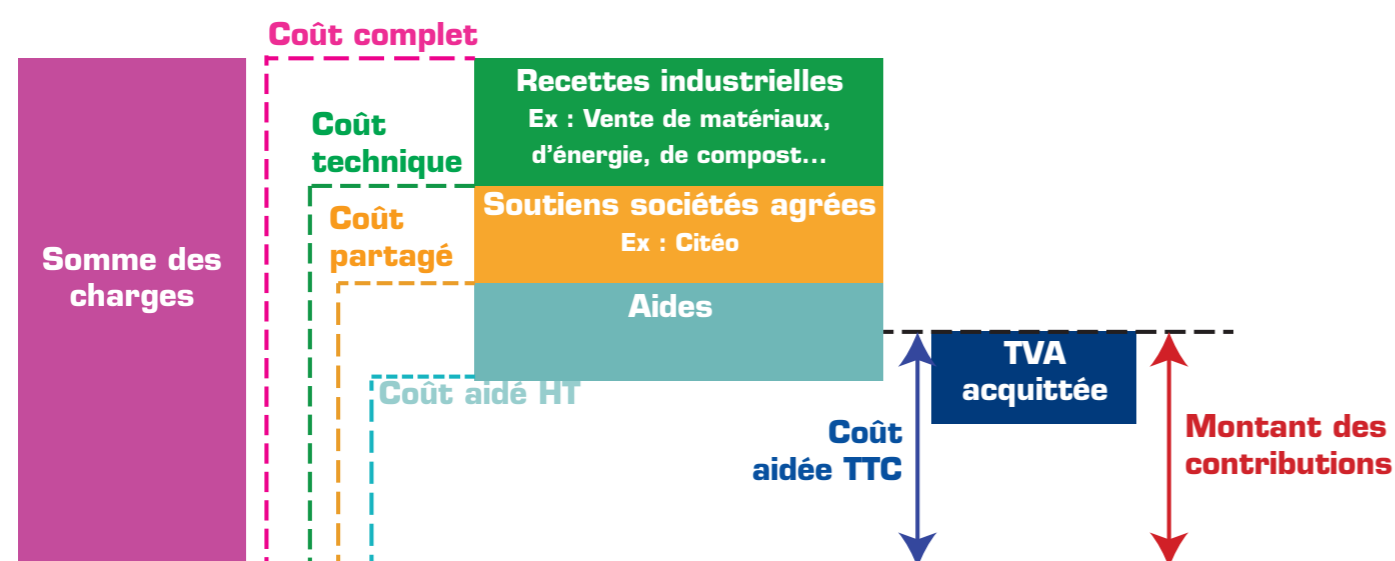 Coût complet
Somme des
charges
Coût
technique
Coût
partagé
Coût aidé HT
Recettes industrielles
Ex : Vente de matériaux,
d’énergie, de compost...
Soutiens sociétés agrées
Ex : Citéo
Aides
Coût
aidée TTC
TVA
acquittée
Montant des
contributions